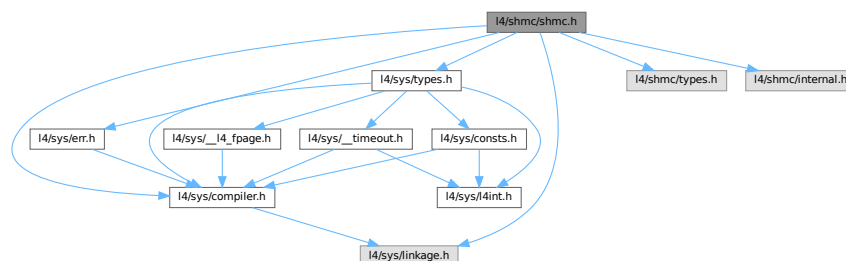 l4/shmc/shmc.h
l4/sys/types.h
l4/shmc/types.h
l4/shmc/internal.h
l4/sys/err.h
l4/sys/__l4_fpage.h
l4/sys/__timeout.h
l4/sys/consts.h
l4/sys/compiler.h
l4/sys/l4int.h
l4/sys/linkage.h